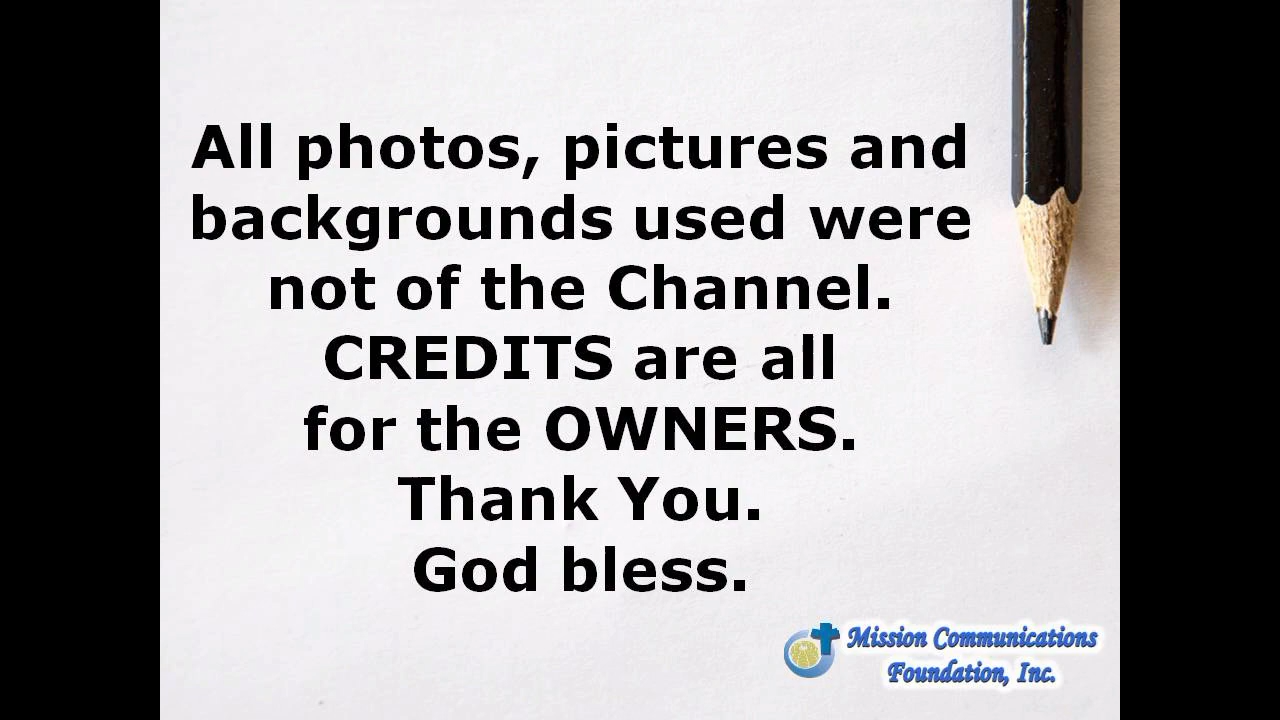 All photos, pictures and
backgrounds used were
not of the Channel.
CREDITS are all
for the OWNERS.
Thank You.
God bless.
Mission Communications
Foundation, Inc.